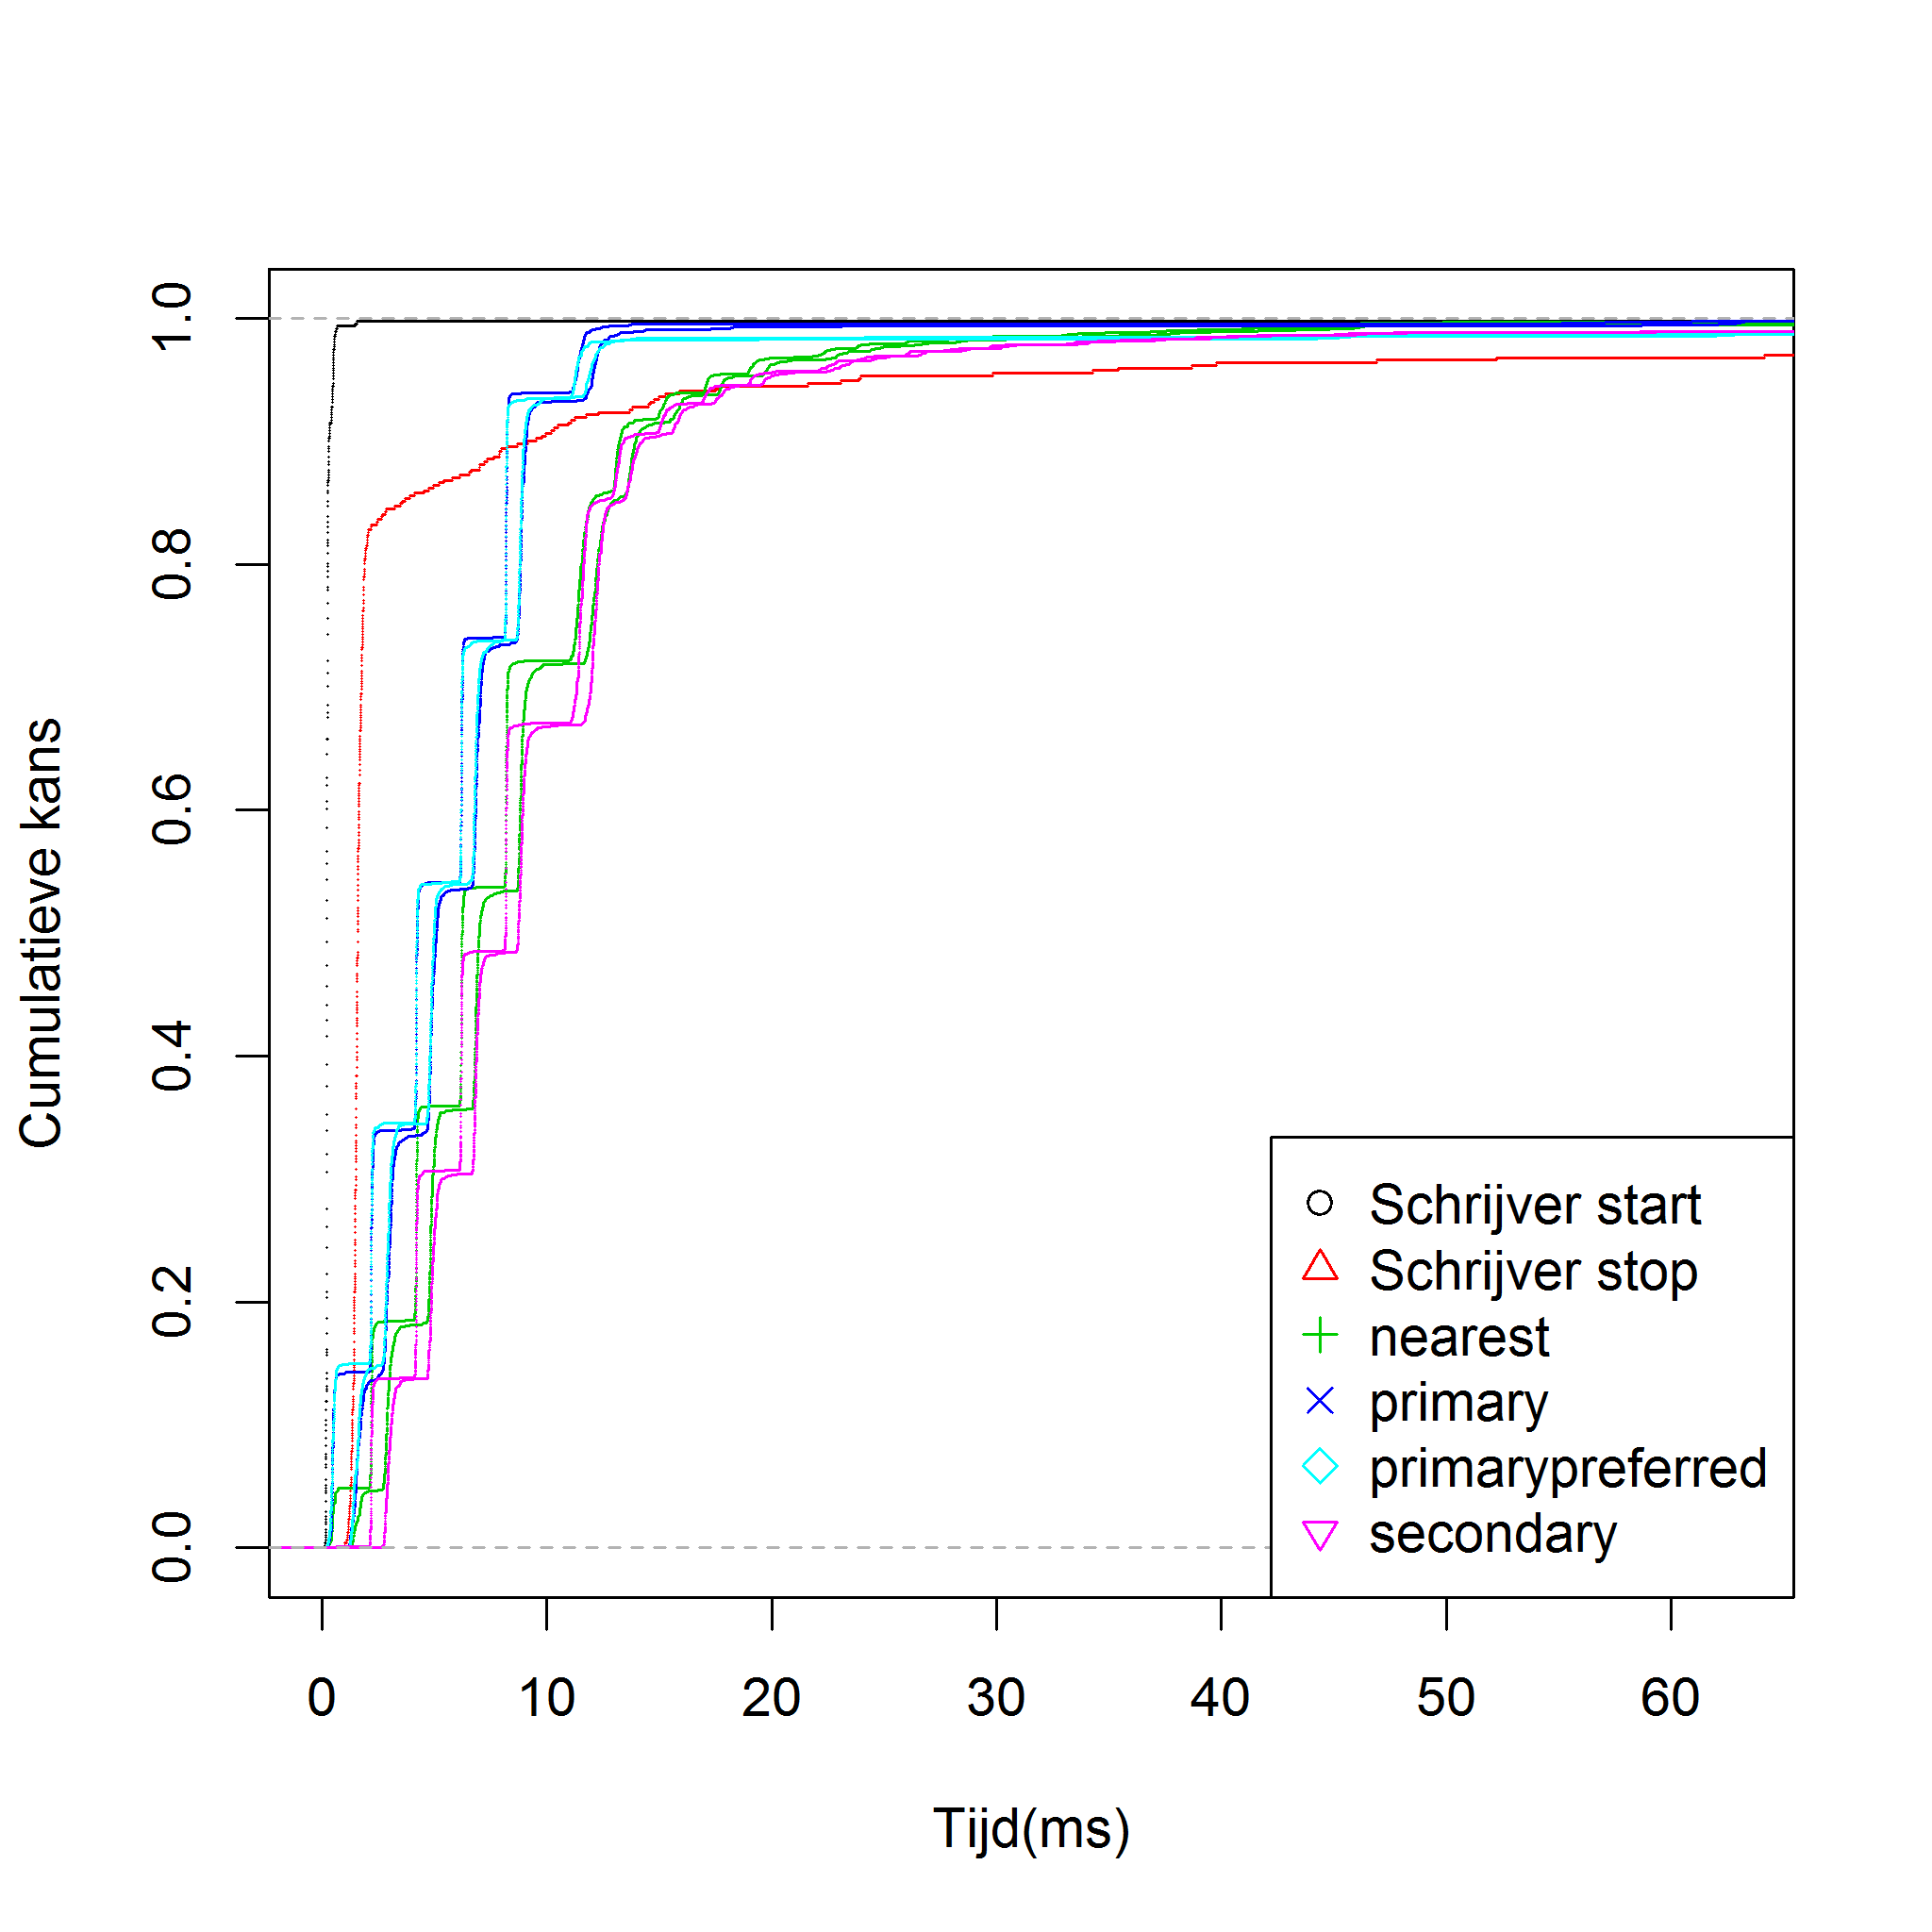 Cumulatieve kans
1.0
0.8
0.6
0.4
0.2
0.0
Schrijver start
Schrijver stop
nearest
primary
primarypreferred
secondary
0 10 20 30 40 50 60
Tijd(ms)